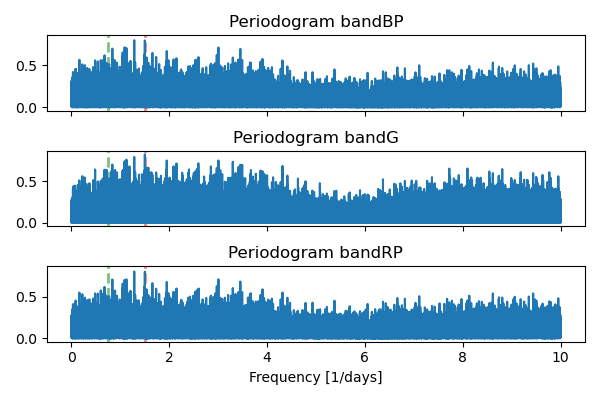 Periodogram bandBP
0.5
0.0
Periodogram bandG
0.5
0.0
Periodogram bandRP
0.5
0.0
0 2 4 6 8 10
Frequency [1/days]